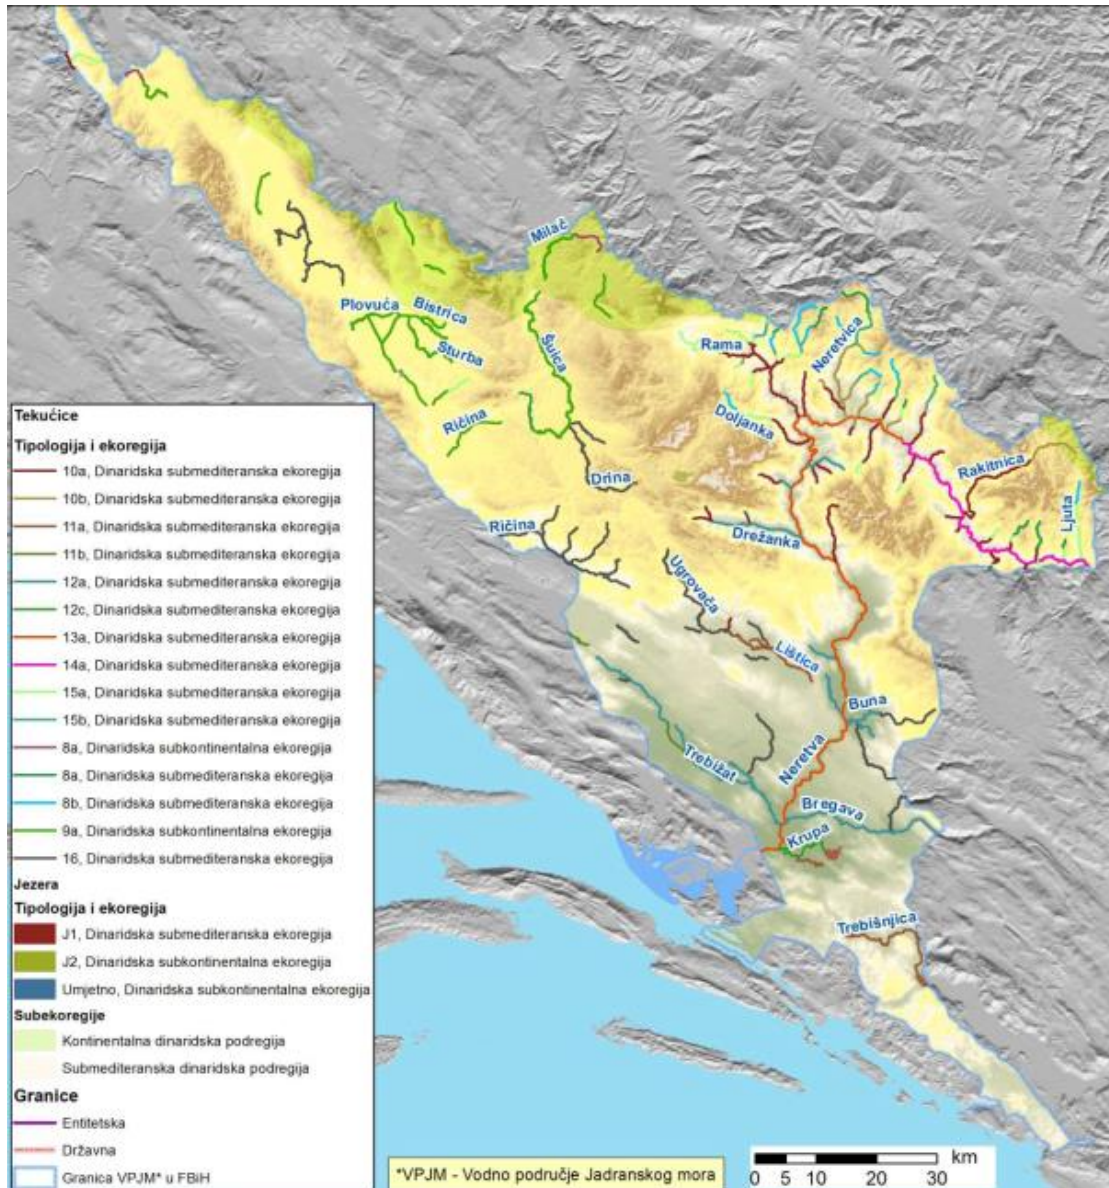 Milač
Plovuća
Bistrica
Sturba
Šuica
Rama
Neretvica
Doljanka
Ričina
Rakitnica
Ljuta
Drina
Ričina
Drežanka
Ugrovača
Lištica
Buna
Neretva
Trebižat
Bregava
Krupa
Trebišnjica
Tekućice
Tipologija i ekoregija
10a, Dinaridska submediteranska ekoregija
10b, Dinaridska submediteranska ekoregija
11a, Dinaridska submediteranska ekoregija
11b, Dinaridska submediteranska ekoregija
12a, Dinaridska submediteranska ekoregija
12c, Dinaridska submediteranska ekoregija
13a, Dinaridska submediteranska ekoregija
14a, Dinaridska submediteranska ekoregija
15a, Dinaridska submediteranska ekoregija
15b, Dinaridska submediteranska ekoregija
8a, Dinaridska subkontinentalna ekoregija
8a, Dinaridska submediteranska ekoregija
8b, Dinaridska submediteranska ekoregija
9a, Dinaridska subkontinentalna ekoregija
16, Dinaridska submediteranska ekoregija
Jezera
Tipologija i ekoregija
J1, Dinaridska submediteranska ekoregija
J2, Dinaridska subkontinentalna ekoregija
Umjetno, Dinaridska subkontinentalna ekoregija
Subekoregije
Kontinentalna dinaridska podregija
Submediteranska dinaridska podregija
Granice
Entitetska
Državna
Granica VPJM* u FBiH
*VPJM - Vodno područje Jadranskog mora
km
0 5 10 20 30